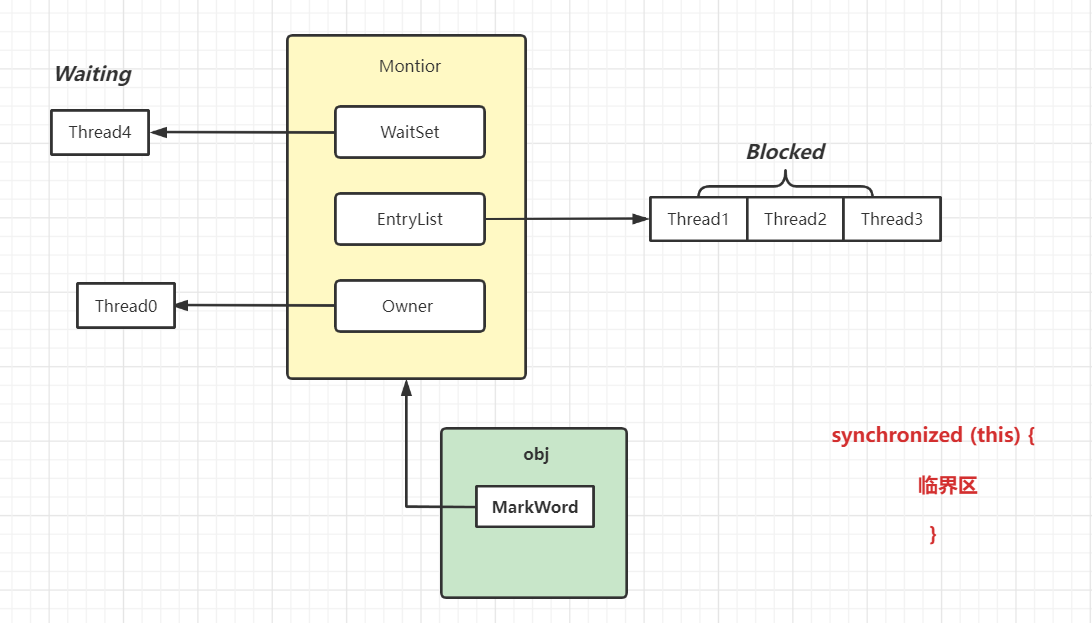 Montior
Waiting
Thread4
WaitSet
Blocked
EntryList
Thread1
Thread2
Thread3
Thread0
Owner
obj
MarkWord
synchronized (this) {
临界区
}